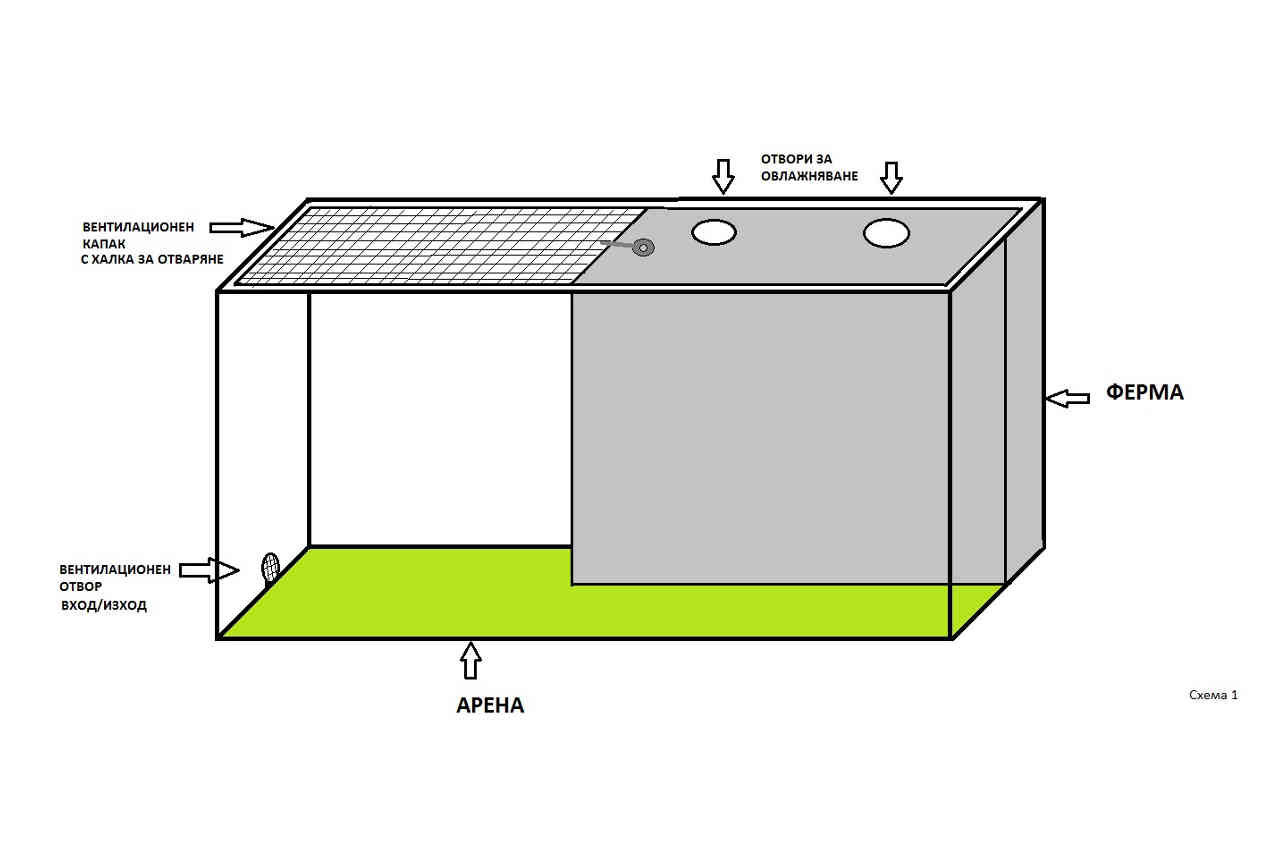 ОТВОРИ ЗА
ОВЛАЖНЯВАНЕ
ВЕНТИЛАЦИОНЕН
КАПАК
С ХАЛКА ЗА ОТВАРЯНЕ
ФЕРМА
ВЕНТИЛАЦИОНЕН
ОТВОР
ВХОД/ИЗХОД
АРЕНА
Схема 1